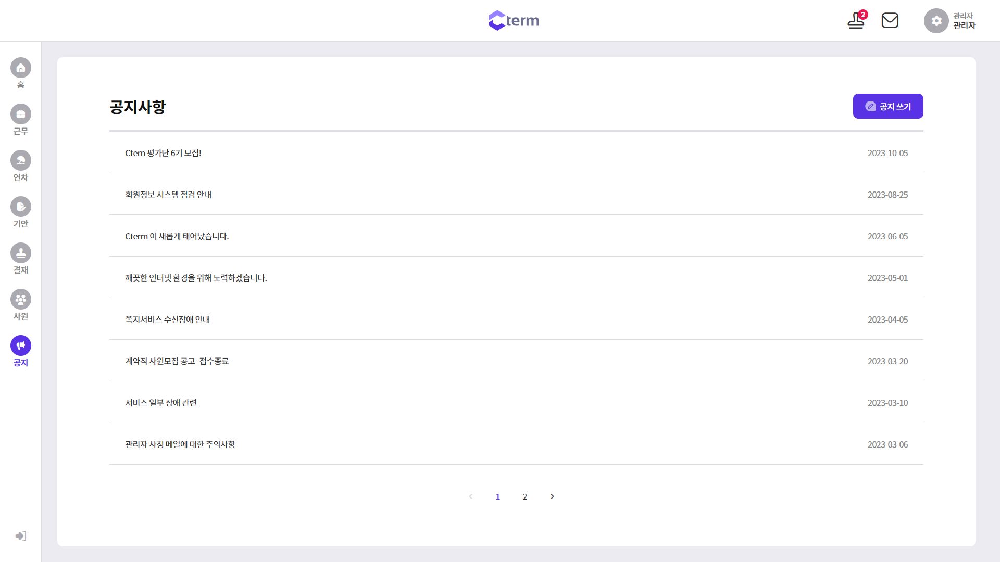 Cterm
2
관리자
관리자
홈
근무
연차
기안
결재
사원
공지
공지사항
공지 쓰기
Ctern 평가단 6기 모집!
2023-10-05
회원정보 시스템 점검 안내
2023-08-25
Cterm 이 새롭게 태어났습니다.
2023-06-05
깨끗한 인터넷 환경을 위해 노력하겠습니다.
2023-05-01
쪽지서비스 수신장애 안내
2023-04-05
계약직 사원모집 공고 -접수종료-
2023-03-20
서비스 일부 장애 관련
2023-03-10
관리자 사칭 메일에 대한 주의사항
2023-03-06
1 2